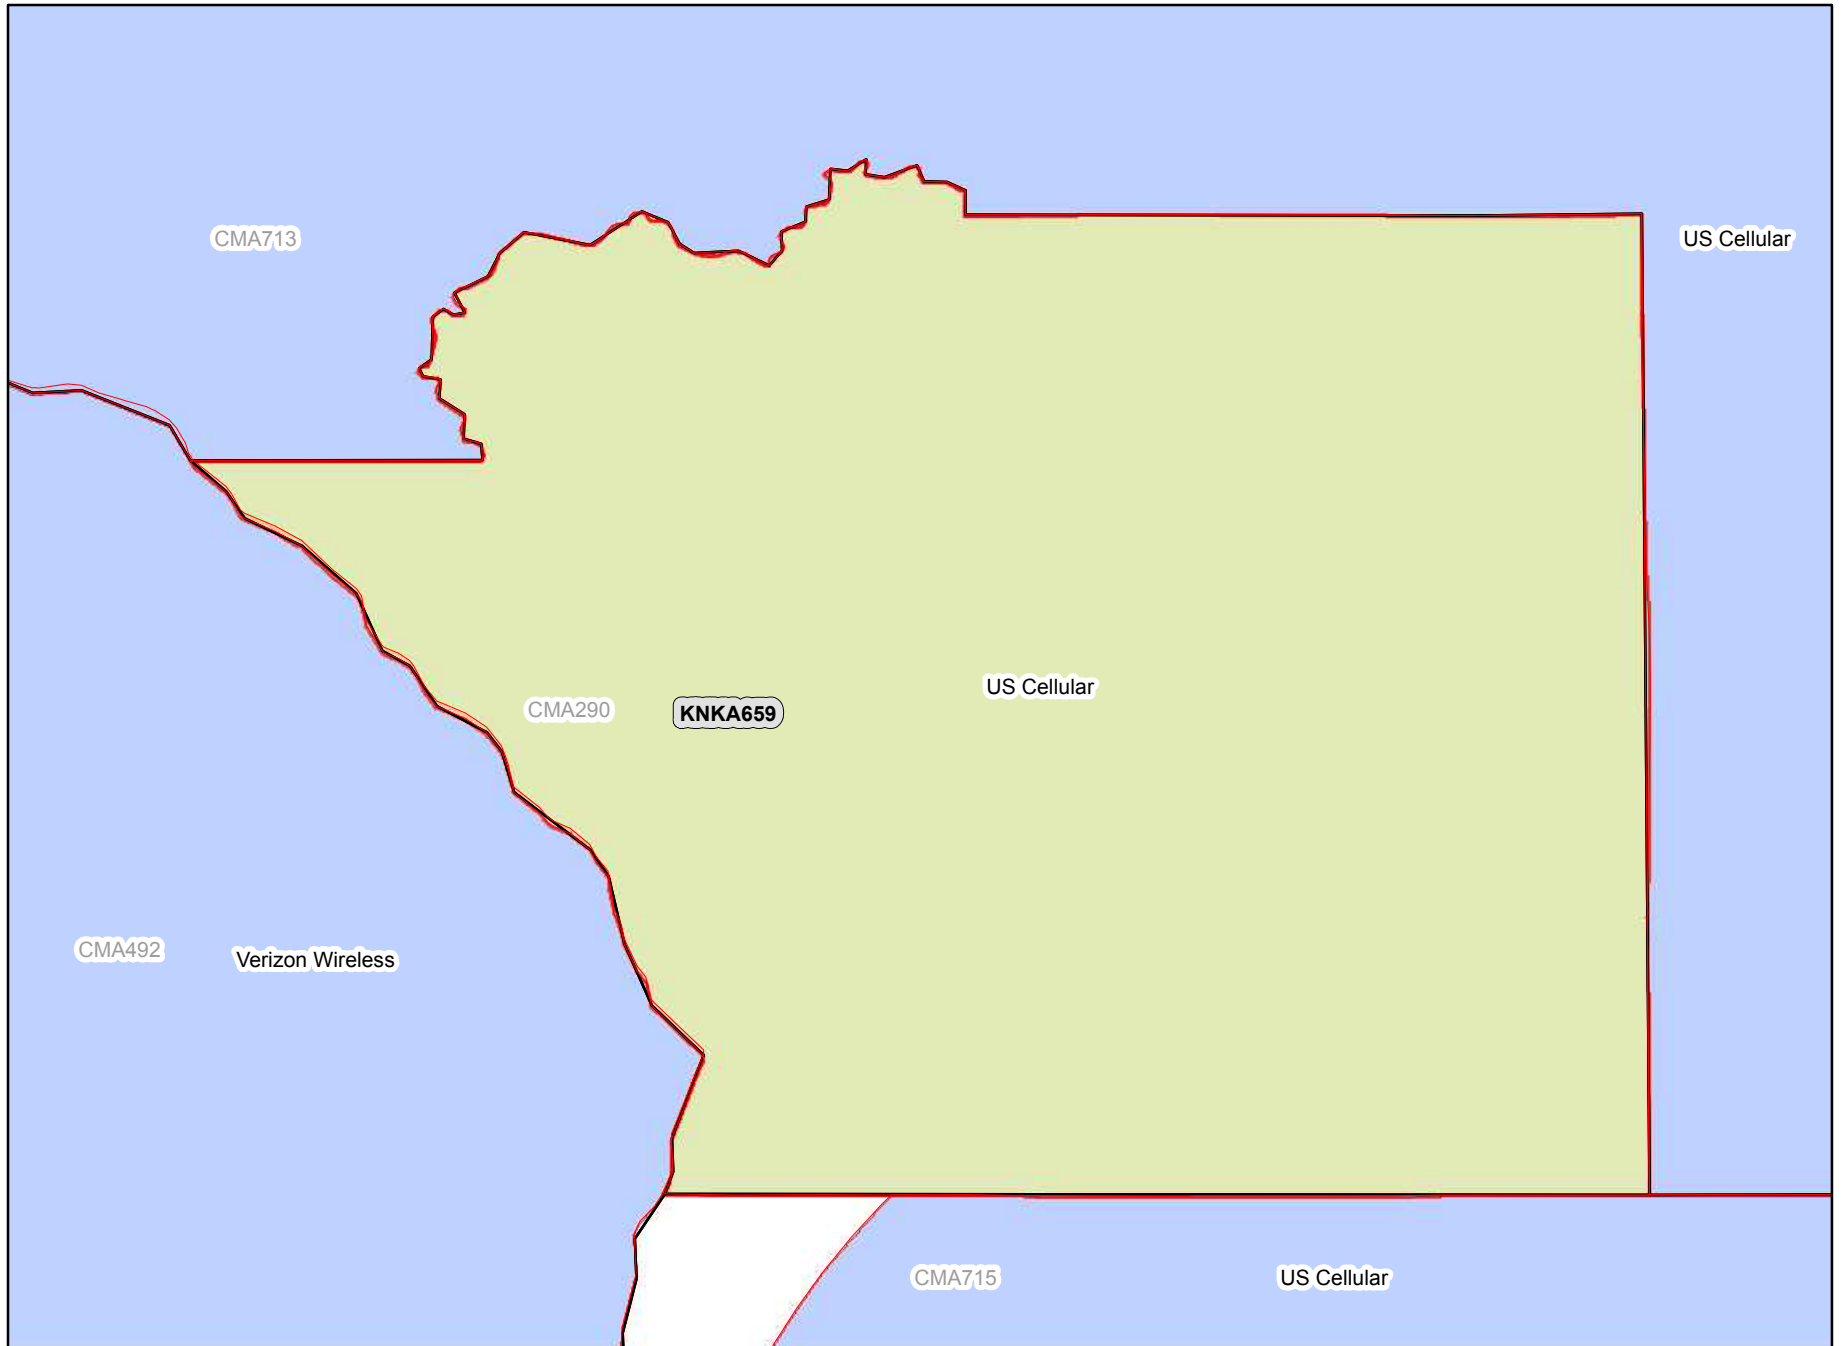 CMA713
US Cellular
US Cellular
CMA290
KNKA659
CMA492
Verizon Wireless
CMA715
US Cellular